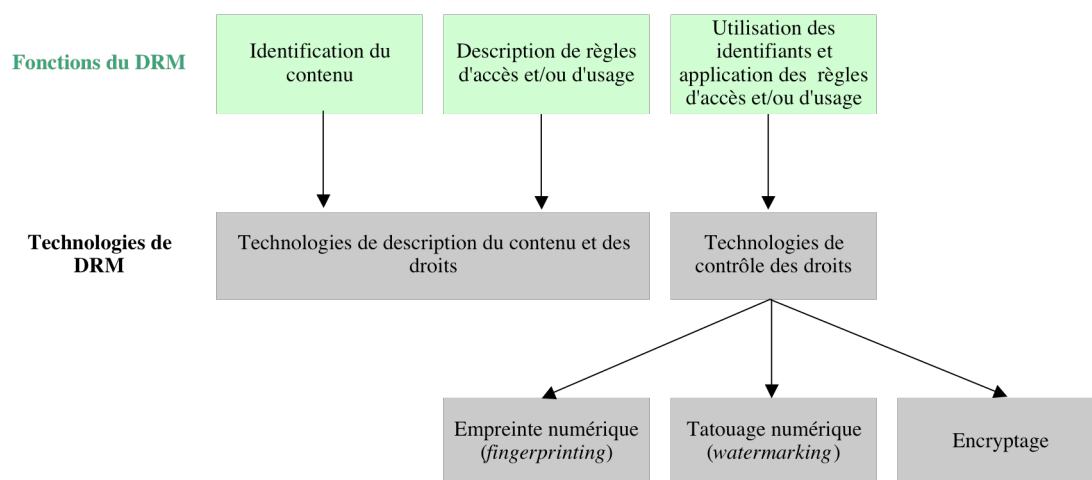 Fonctions du DRM
Identification du
contenu
Description de règles
d'accès et/ou d'usage
Utilisation des
identifiants et
application des règles
d'accès et/ou d'usage
Technologies de
DRM
Technologies de description du contenu et des
droits
Technologies de
contrôle des droits
Empreinte numérique
(fingerprinting)
Tatouage numérique
(watermarking)
Encryptage